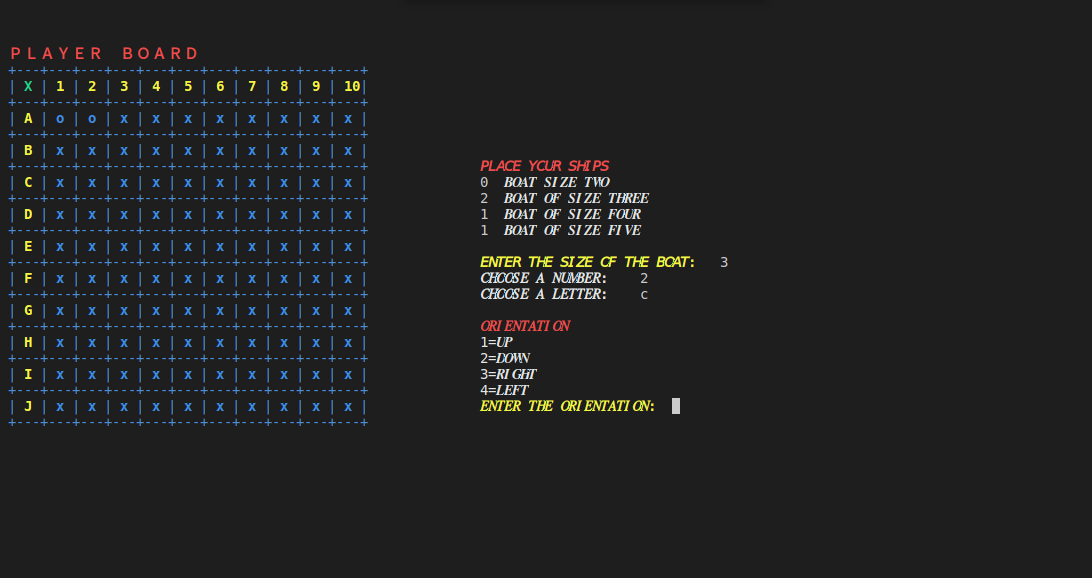 PLAYER BOARD
+---+---+---+---+---+---+---+---+---+---+---+
| X | 1 | 2 | 3 | 4 | 5 | 6 | 7 | 8 | 9 | 10|
+---+---+---+---+---+---+---+---+---+---+---+
| A | o | o | x | x | x | x | x | x | x | x |
+---+---+---+---+---+---+---+---+---+---+---+
| B | x | x | x | x | x | x | x | x | x | x |
+---+---+---+---+---+---+---+---+---+---+---+
| C | x | x | x | x | x | x | x | x | x | x |
+---+---+---+---+---+---+---+---+---+---+---+
| D | x | x | x | x | x | x | x | x | x | x |
+---+---+---+---+---+---+---+---+---+---+---+
| E | x | x | x | x | x | x | x | x | x | x |
+---+---+---+---+---+---+---+---+---+---+---+
| F | x | x | x | x | x | x | x | x | x | x |
+---+---+---+---+---+---+---+---+---+---+---+
| G | x | x | x | x | x | x | x | x | x | x |
+---+---+---+---+---+---+---+---+---+---+---+
| H | x | x | x | x | x | x | x | x | x | x |
+---+---+---+---+---+---+---+---+---+---+---+
| I | x | x | x | x | x | x | x | x | x | x |
+---+---+---+---+---+---+---+---+---+---+---+
| J | x | x | x | x | x | x | x | x | x | x |
+---+---+---+---+---+---+---+---+---+---+---+
PLACE YOUR SHIPS
0 BOAT SIZE TWO
2 BOAT OF SIZE THREE
1 BOAT OF SIZE FOUR
1 BOAT OF SIZE FIVE
ENTER THE SIZE OF THE BOAT: 3
CHOOSE A NUMBER: 2
CHOOSE A LETTER: c
ORIENTATION
1=UP
2=DOWN
3=RIGHT
4=LEFT
ENTER THE ORIENTATION: